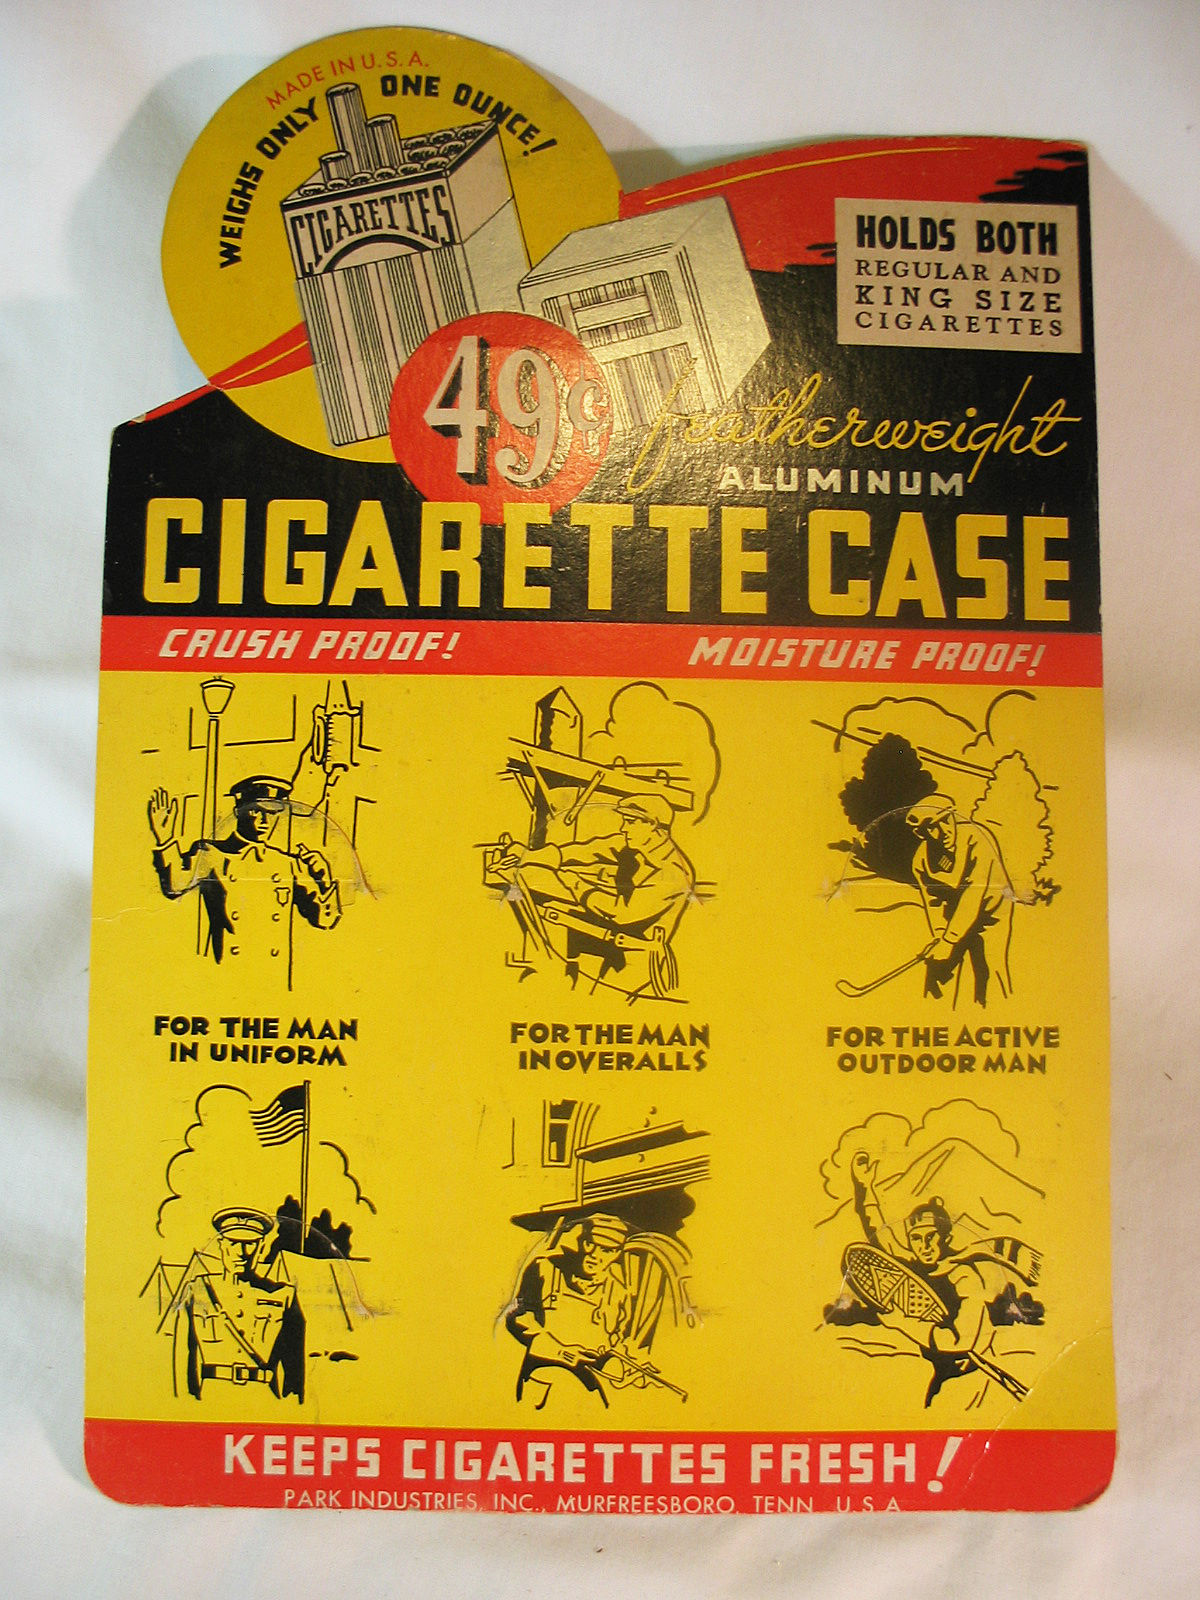 MADE IN U.S.A.
WEIGHS ONLY ONE OUNCE!
CIGARETTES
HOLDS BOTH
REGULAR AND
KING SIZE
CIGARETTES
49¢
featherweight
ALUMINUM
CIGARETTE CASE
CRUSH PROOF!
MOISTURE PROOF!
FOR THE MAN
IN UNIFORM
FOR THE MAN
IN OVERALLS
FOR THE ACTIVE
OUTDOOR MAN
KEEPS CIGARETTES FRESH!
PARK INDUSTRIES, INC., MURFREESBORO, TENN U.S.A